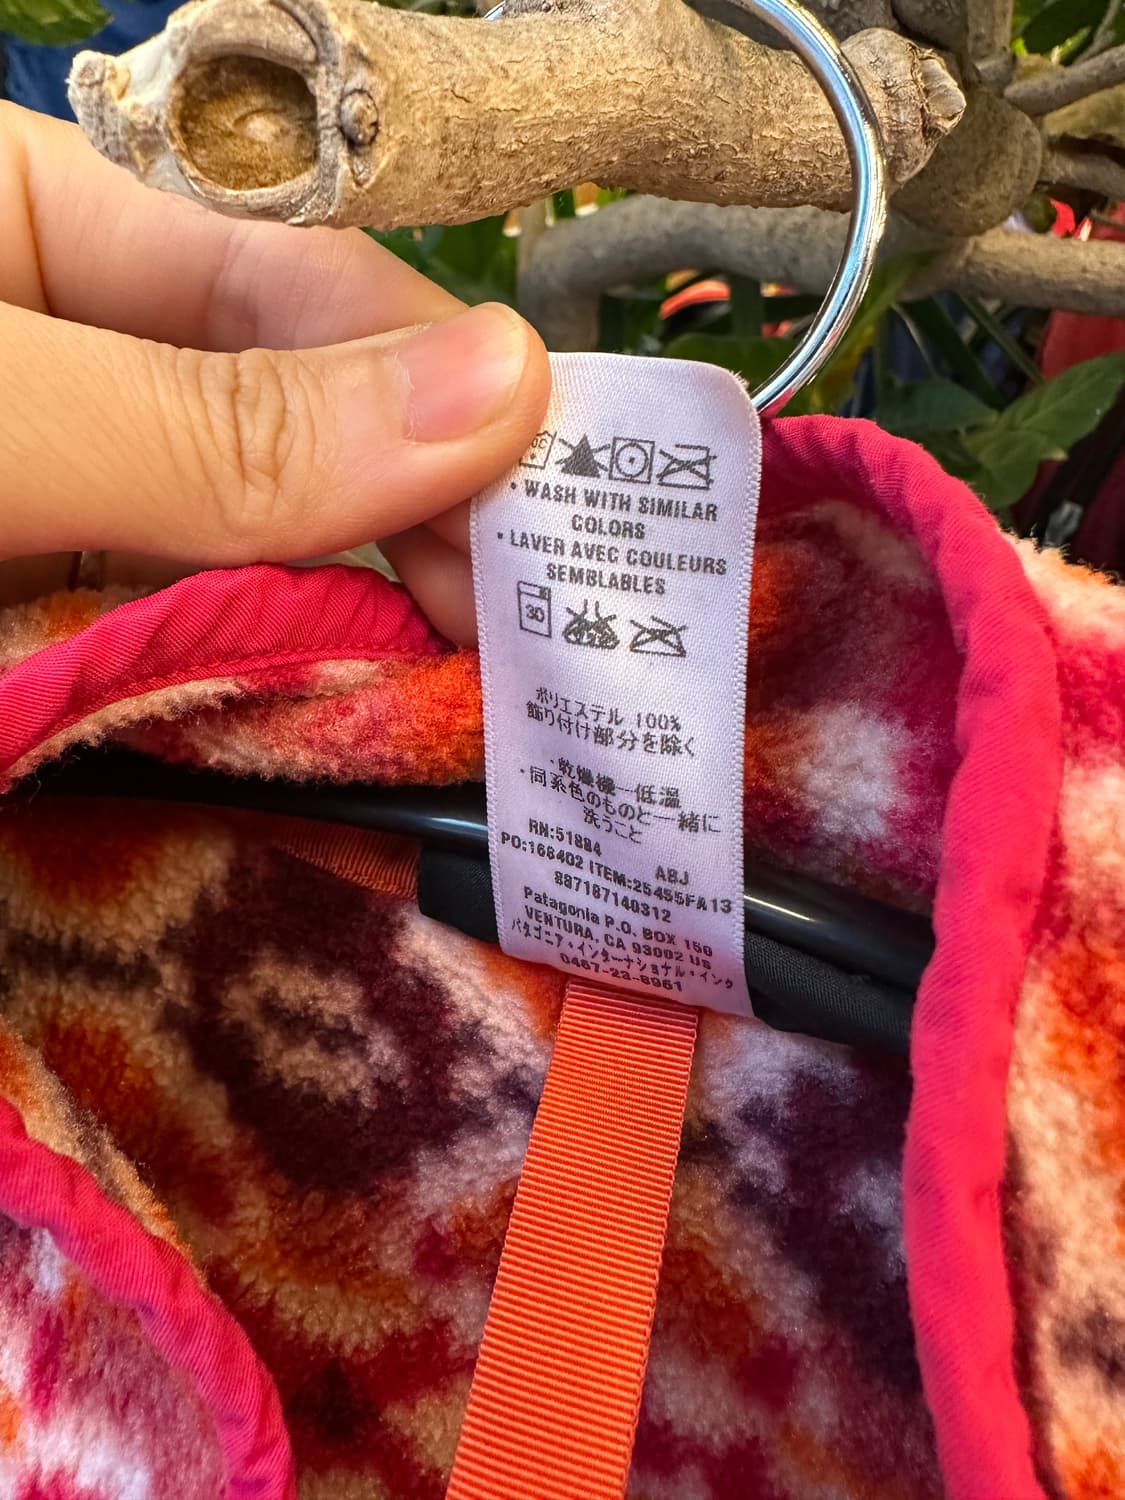 • WASH WITH SIMILAR
COLORS
• LAVER AVEC COULEURS
SEMBLABLES
30
ポリエステル 100%
飾り付け部分を除く
・乾燥機—低温
・同系色のものと一緒に
洗うこと
RN:51884
PO:166402 ITEM:25455FA13
ABJ
887187140312
Patagonia P.O. BOX 150
VENTURA, CA 93002 US
パタゴニア・インターナショナル・インク
0467-23-8961